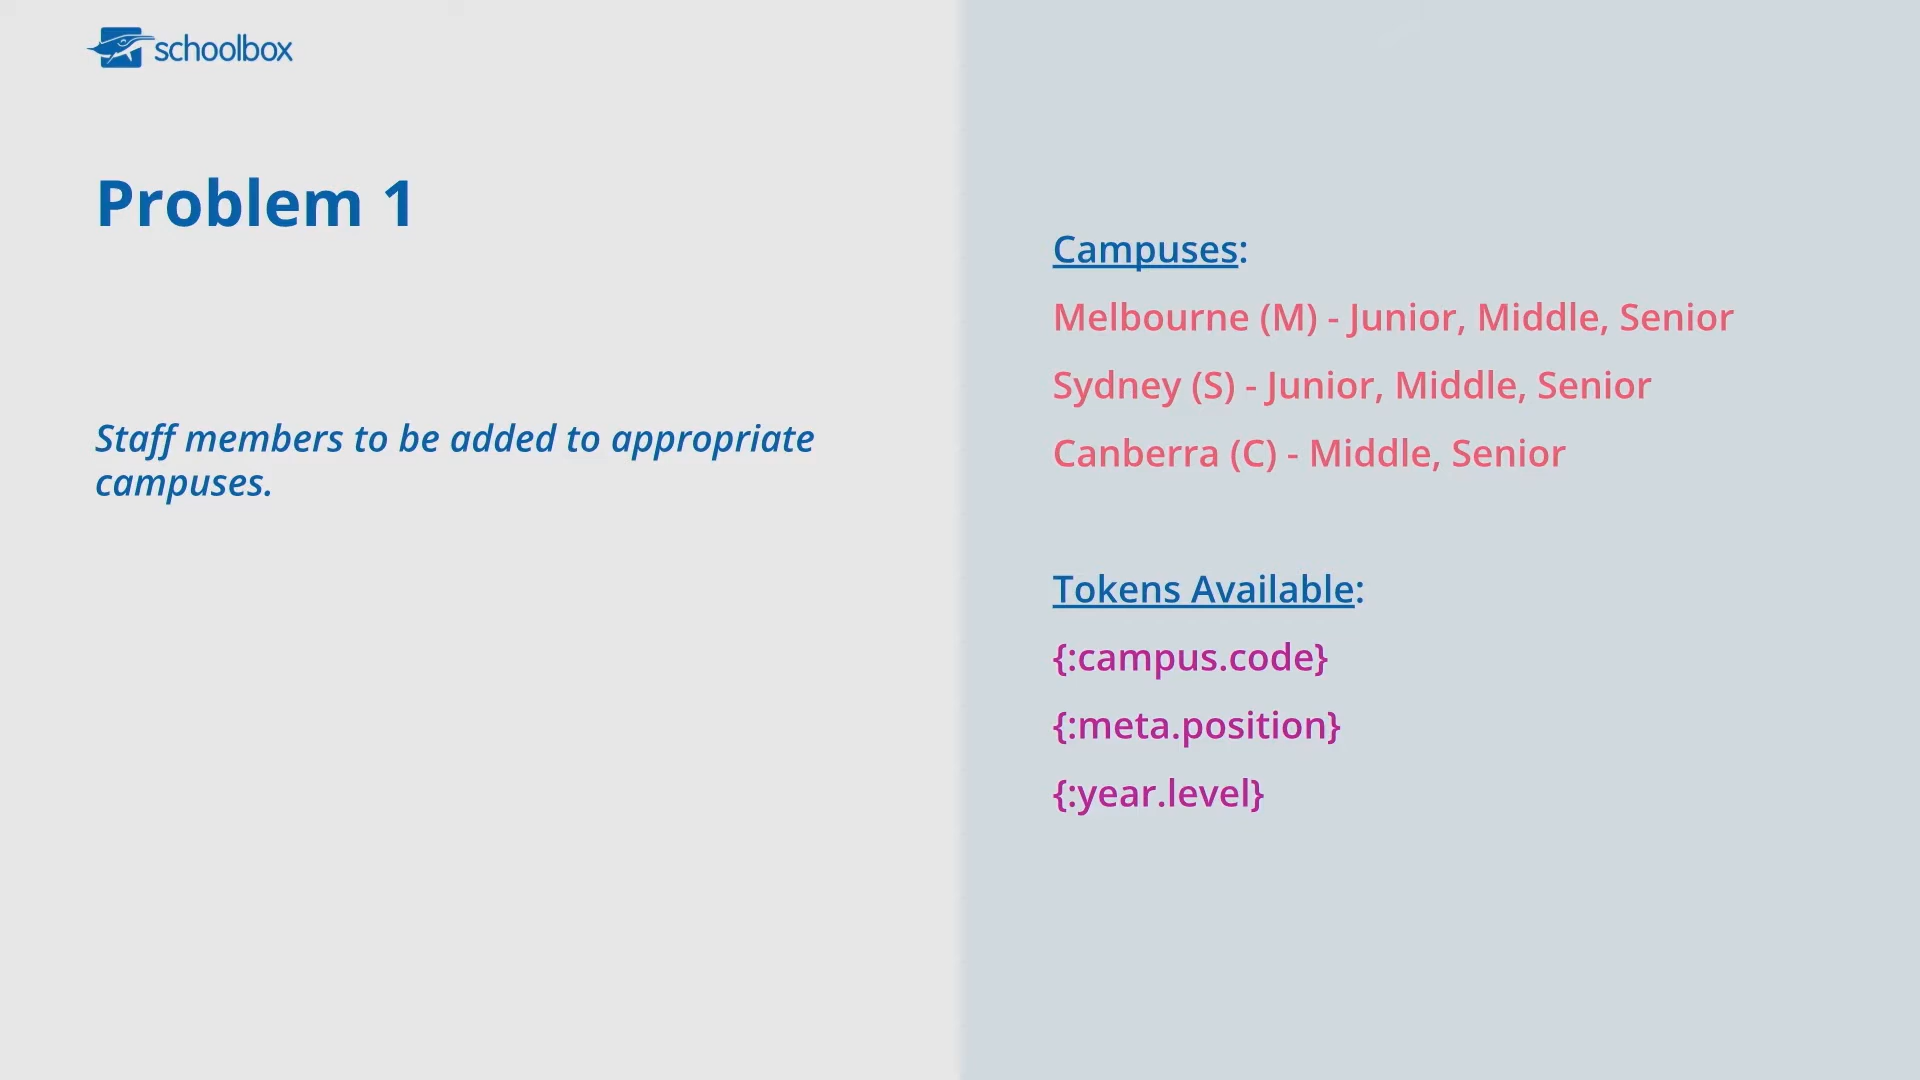 schoolbox
Problem 1
Staff members to be added to appropriate
campuses.
Campuses:
Melbourne (M) - Junior, Middle, Senior
Sydney (S) - Junior, Middle, Senior
Canberra (C) - Middle, Senior
Tokens Available:
{:campus.code}
{:meta.position}
{:year.level}